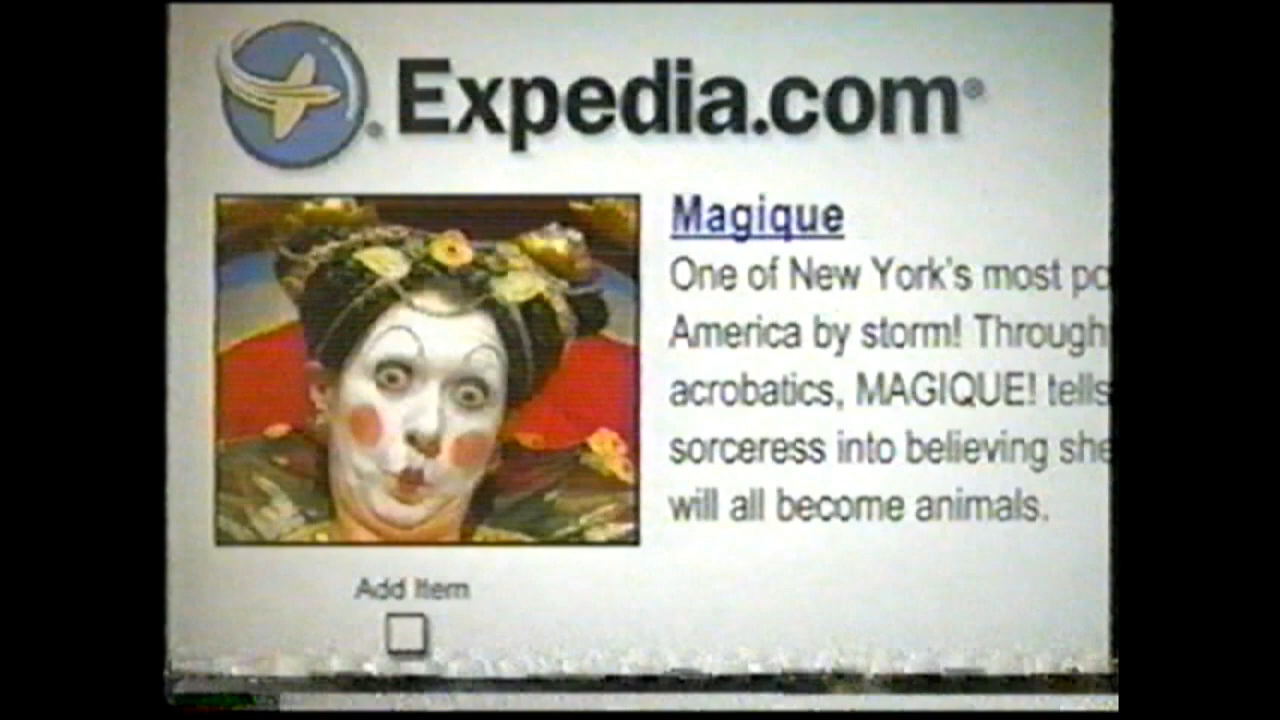 Expedia.com®
Magique
One of New York's most po
America by storm! Through
acrobatics, MAGIQUE! tells
sorceress into believing she
will all become animals.
Add Item